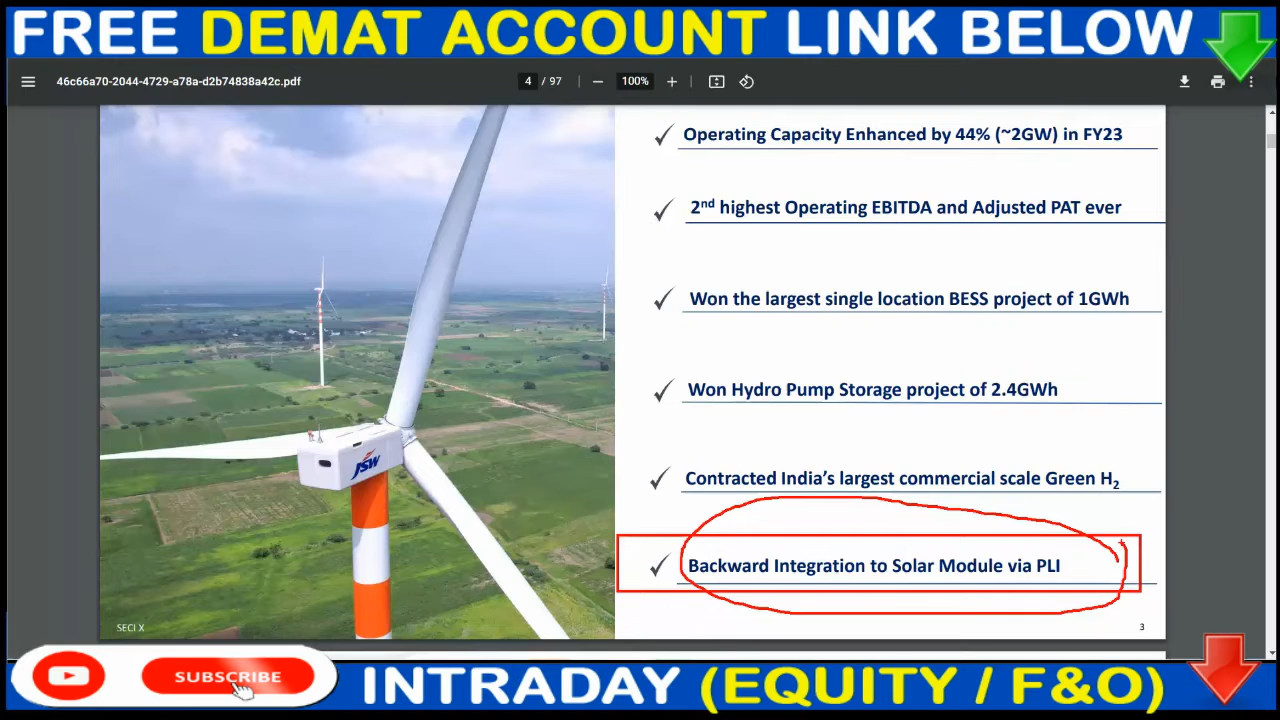 FREE DEMAT ACCOUNT LINK BELOW
46c66a70-2044-4729-a78a-d2b74838a42c.pdf
4 / 97
100%
Operating Capacity Enhanced by 44% (~2GW) in FY23
2nd highest Operating EBITDA and Adjusted PAT ever
Won the largest single location BESS project of 1GWh
Won Hydro Pump Storage project of 2.4GWh
Contracted India's largest commercial scale Green H2
Backward Integration to Solar Module via PLI
JSW
SECI X
3
SUBSCRIBE
INTRADAY (EQUITY / F&O)